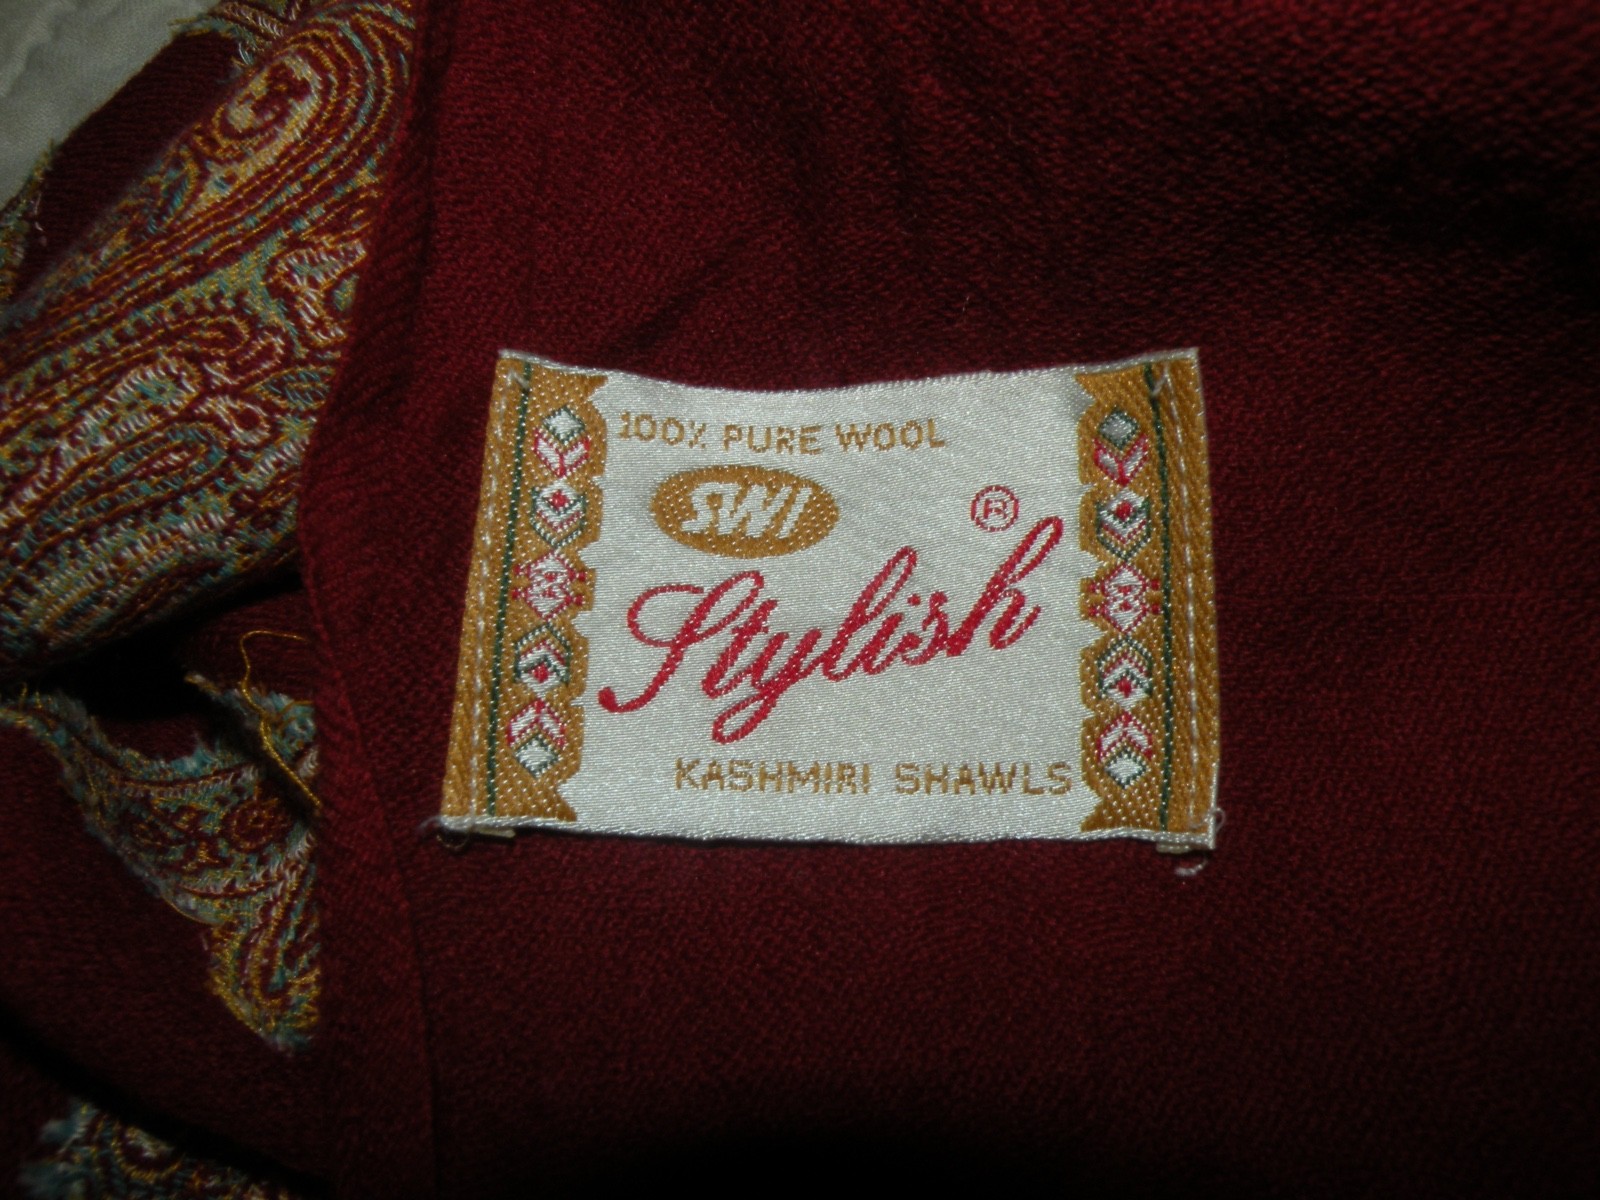 100% PURE WOOL
SWI
®
Stylish
KASHMIRI SHAWLS